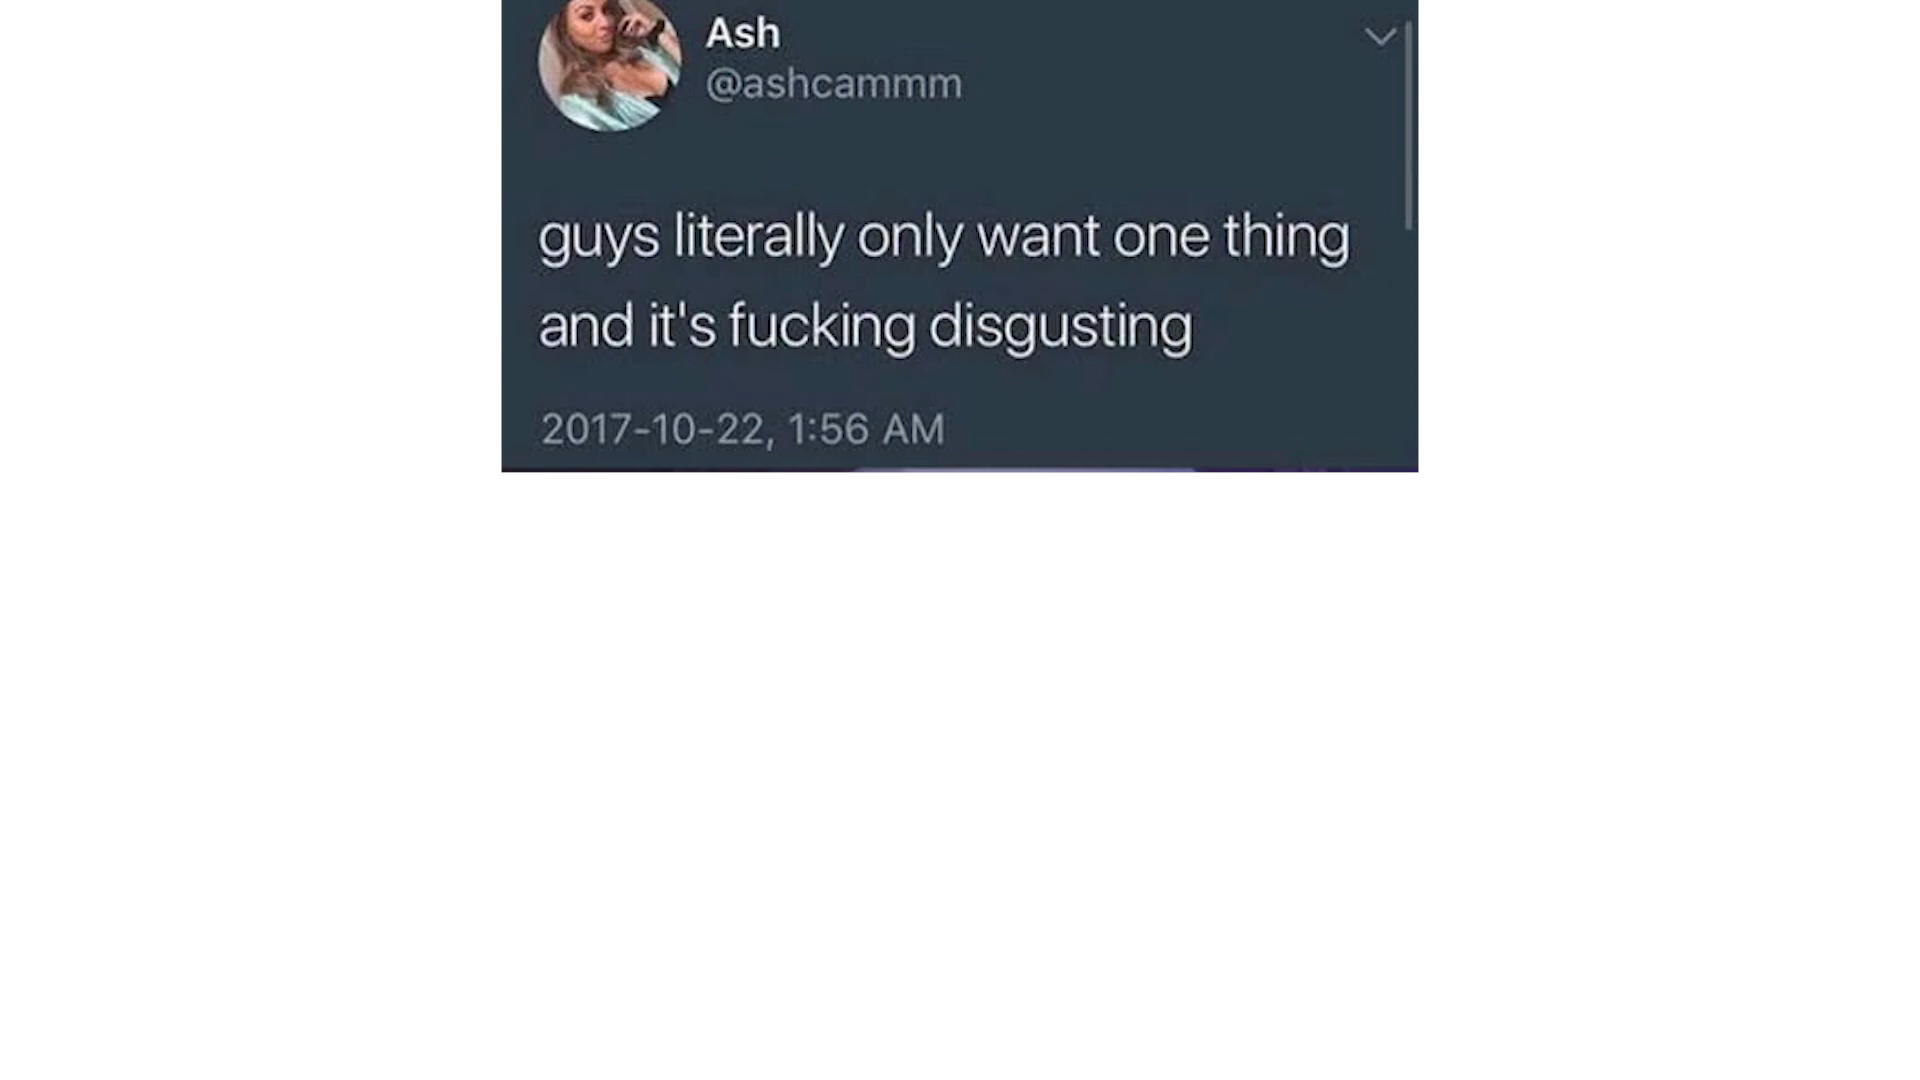 Ash
@ashcammm
guys literally only want one thing
and it's fucking disgusting
2017-10-22, 1:56 AM